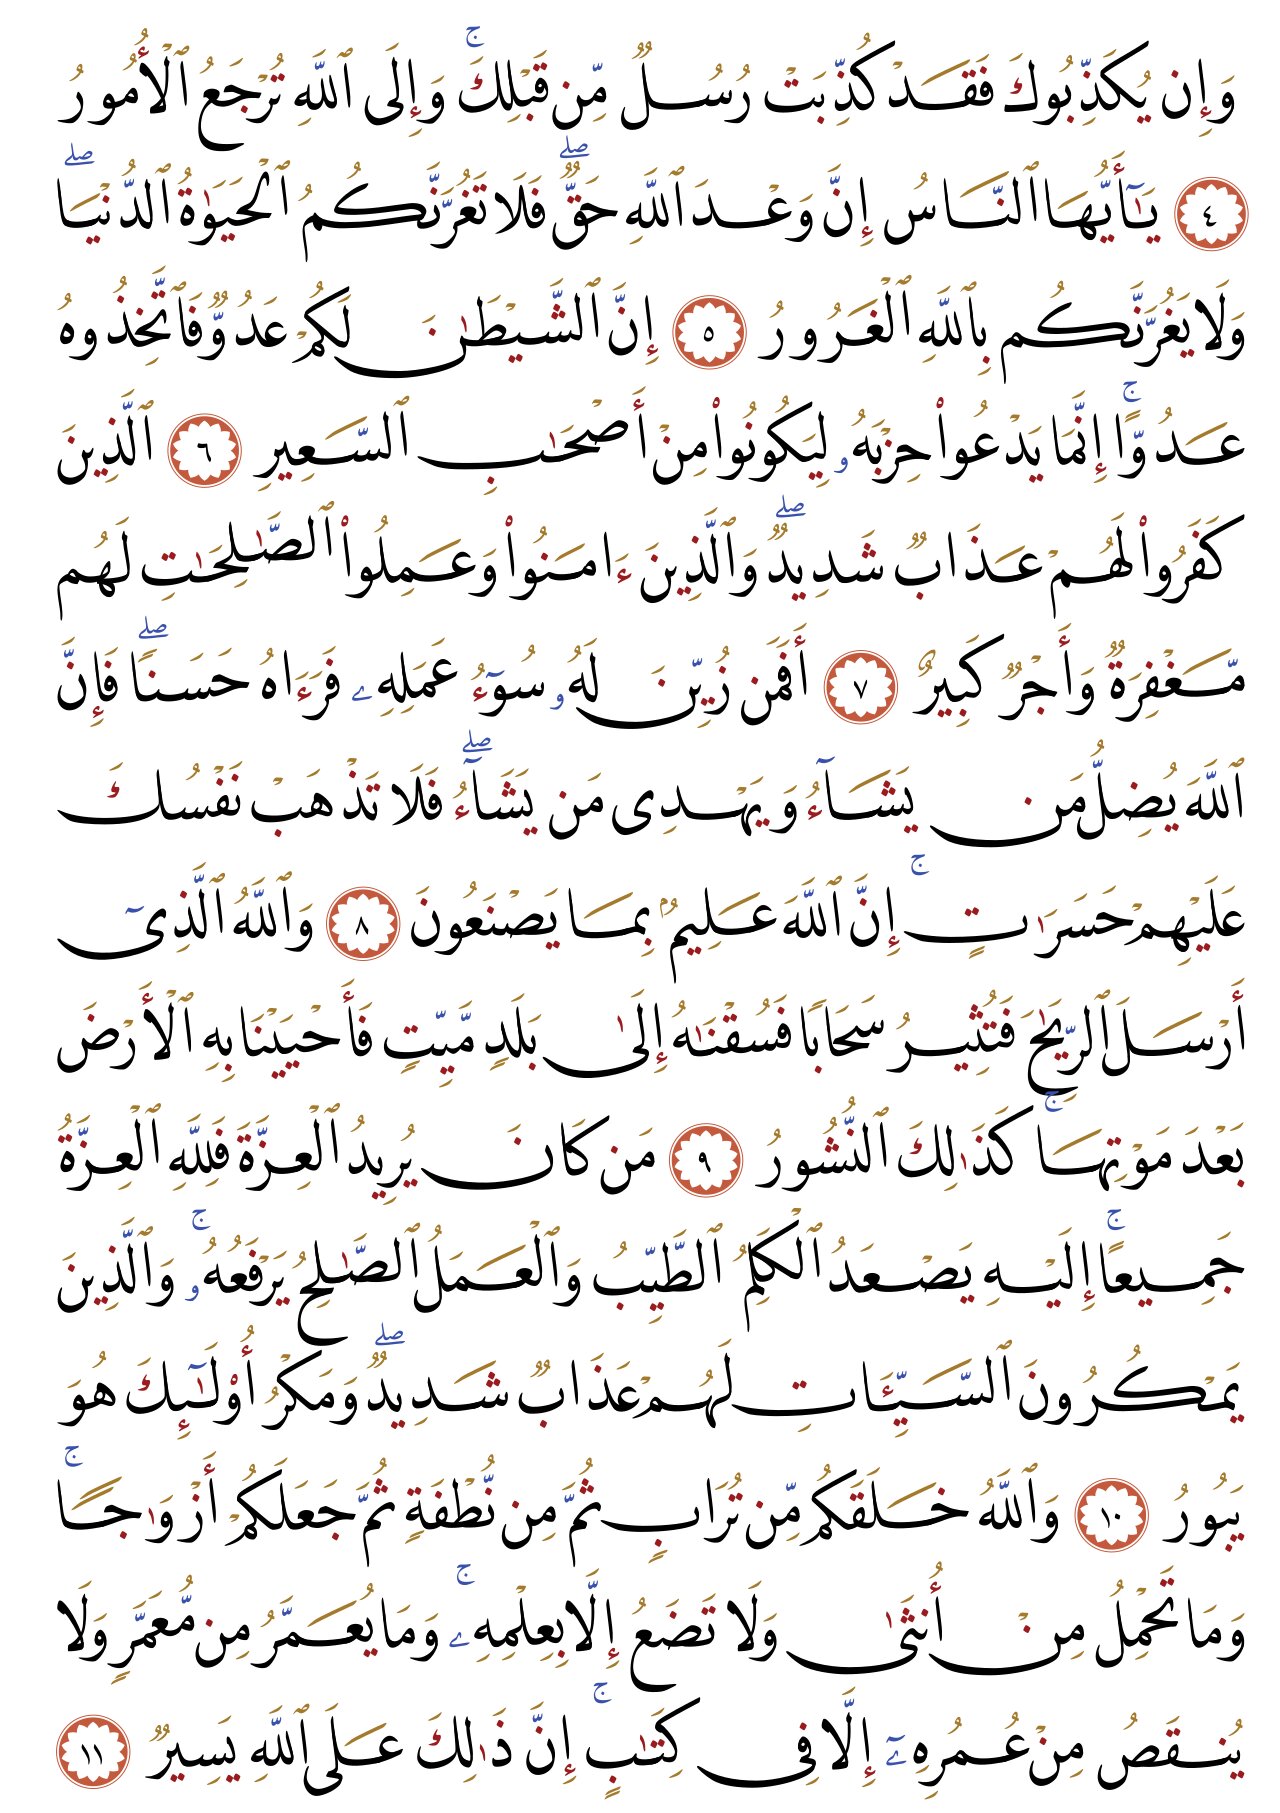 وَإِن يُكَذِّبُوكَ فَقَدْ كُذِّبَتْ رُسُلٌ مِّن قَبْلِكَ ۚ وَإِلَى ٱللَّهِ تُرْجَعُ ٱلْأُمُورُ
٤ يَٰٓأَيُّهَا ٱلنَّاسُ إِنَّ وَعْدَ ٱللَّهِ حَقٌّ ۖ فَلَا تَغُرَّنَّكُمُ ٱلْحَيَوٰةُ ٱلدُّنْيَا ۖ
وَلَا يَغُرَّنَّكُم بِٱللَّهِ ٱلْغَرُورُ ٥ إِنَّ ٱلشَّيْطَٰنَ لَكُمْ عَدُوٌّ فَٱتَّخِذُوهُ
عَدُوًّا ۚ إِنَّمَا يَدْعُوا۟ حِزْبَهُۥ لِيَكُونُوا۟ مِنْ أَصْحَٰبِ ٱلسَّعِيرِ ٦ ٱلَّذِينَ
كَفَرُوا۟ لَهُمْ عَذَابٌ شَدِيدٌ ۖ وَٱلَّذِينَ ءَامَنُوا۟ وَعَمِلُوا۟ ٱلصَّٰلِحَٰتِ لَهُم
مَّغْفِرَةٌ وَأَجْرٌ كَبِيرٌ ٧ أَفَمَن زُيِّنَ لَهُۥ سُوٓءُ عَمَلِهِۦ فَرَءَاهُ حَسَنًا ۖ فَإِنَّ
ٱللَّهَ يُضِلُّ مَن يَشَآءُ وَيَهْدِى مَن يَشَآءُ ۖ فَلَا تَذْهَبْ نَفْسُكَ
عَلَيْهِمْ حَسَرَٰتٍ ۚ إِنَّ ٱللَّهَ عَلِيمٌۢ بِمَا يَصْنَعُونَ ٨ وَٱللَّهُ ٱلَّذِىٓ
أَرْسَلَ ٱلرِّيَٰحَ فَتُثِيرُ سَحَابًا فَسُقْنَٰهُ إِلَىٰ بَلَدٍ مَّيِّتٍ فَأَحْيَيْنَا بِهِ ٱلْأَرْضَ
بَعْدَ مَوْتِهَا ۚ كَذَٰلِكَ ٱلنُّشُورُ ٩ مَن كَانَ يُرِيدُ ٱلْعِزَّةَ فَلِلَّهِ ٱلْعِزَّةُ
جَمِيعًا ۚ إِلَيْهِ يَصْعَدُ ٱلْكَلِمُ ٱلطَّيِّبُ وَٱلْعَمَلُ ٱلصَّٰلِحُ يَرْفَعُهُۥ ۚ وَٱلَّذِينَ
يَمْكُرُونَ ٱلسَّيِّـَٔاتِ لَهُمْ عَذَابٌ شَدِيدٌ ۖ وَمَكْرُ أُو۟لَٰٓئِكَ هُوَ
يَبُورُ ١٠ وَٱللَّهُ خَلَقَكُم مِّن تُرَابٍ ثُمَّ مِن نُّطْفَةٍ ثُمَّ جَعَلَكُمْ أَزْوَٰجًا ۚ
وَمَا تَحْمِلُ مِنْ أُنثَىٰ وَلَا تَضَعُ إِلَّا بِعِلْمِهِۦ ۚ وَمَا يُعَمَّرُ مِن مُّعَمَّرٍ وَلَا
يُنقَصُ مِنْ عُمُرِهِۦٓ إِلَّا فِى كِتَٰبٍ ۚ إِنَّ ذَٰلِكَ عَلَى ٱللَّهِ يَسِيرٌ ١١